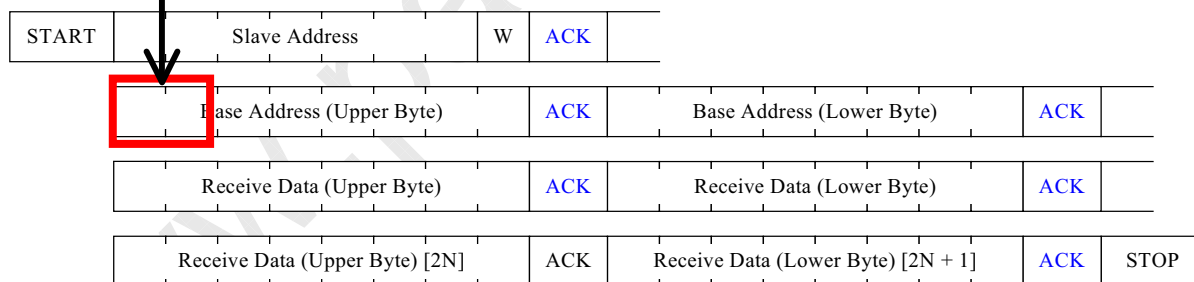 START Slave Address W ACK
Base Address (Upper Byte) ACK Base Address (Lower Byte) ACK
Receive Data (Upper Byte) ACK Receive Data (Lower Byte) ACK
Receive Data (Upper Byte) [2N] ACK Receive Data (Lower Byte) [2N + 1] ACK STOP